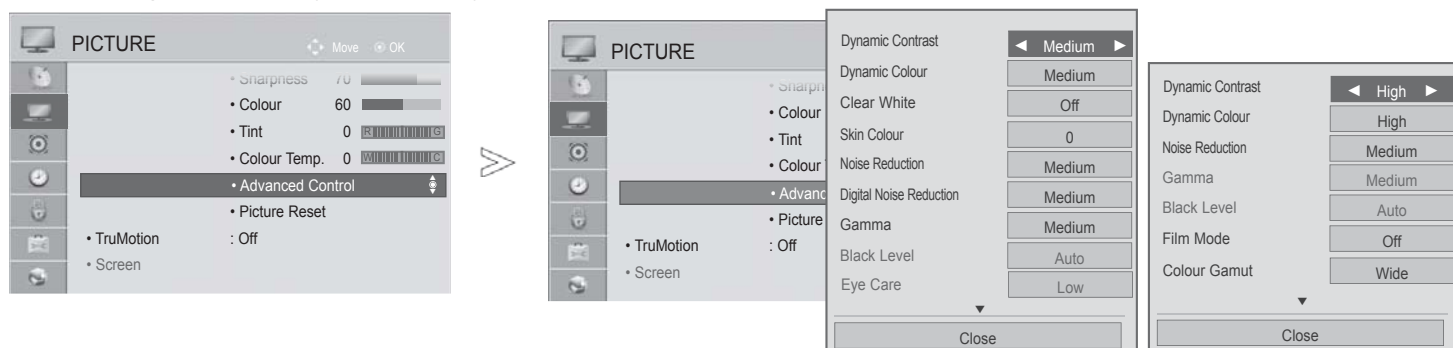 PICTURE
Move OK
• Sharpness 70
• Colour 60
• Tint 0 R G
• Colour Temp. 0 W C
• Advanced Control
• Picture Reset
• TruMotion : Off
• Screen
PICTURE
• Sharpn
• Colour
• Tint
• Colour
• Advanc
• Picture
• TruMotion : Off
• Screen
Dynamic Contrast ◄ Medium ►
Dynamic Colour Medium
Clear White Off
Skin Colour 0
Noise Reduction Medium
Digital Noise Reduction Medium
Gamma Medium
Black Level Auto
Eye Care Low
▼
Close
Dynamic Contrast ◄ High ►
Dynamic Colour High
Noise Reduction Medium
Gamma Medium
Black Level Auto
Film Mode Off
Colour Gamut Wide
▼
Close